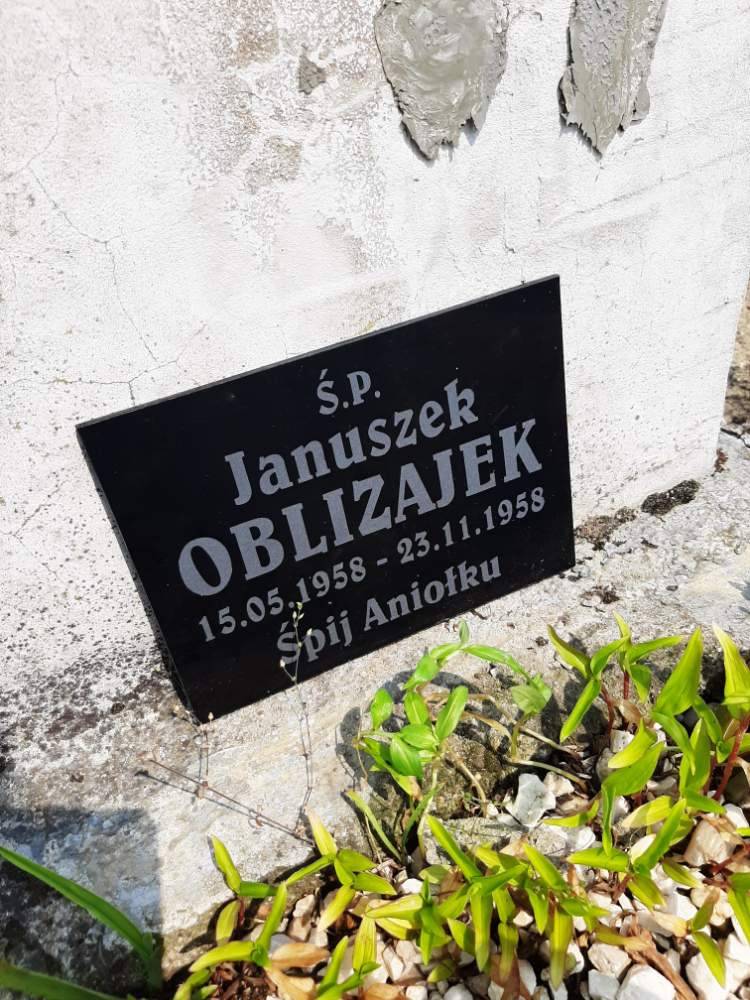 Ś.P.
Januszek
OBLIZAJEK
15.05.1958 - 23.11.1958
Śpij Aniołku